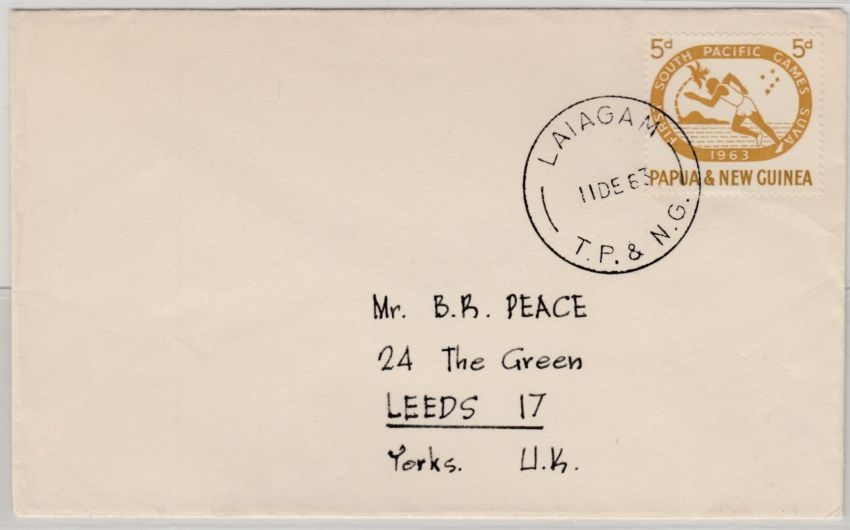 5d 5d
FIRST SOUTH PACIFIC GAMES SUVA
1963
PAPUA & NEW GUINEA
LAIAGAM
11 DE 63
T.P. & N.G.
Mr. B.R. PEACE
24 The Green
LEEDS 17
Yorks. U.K.